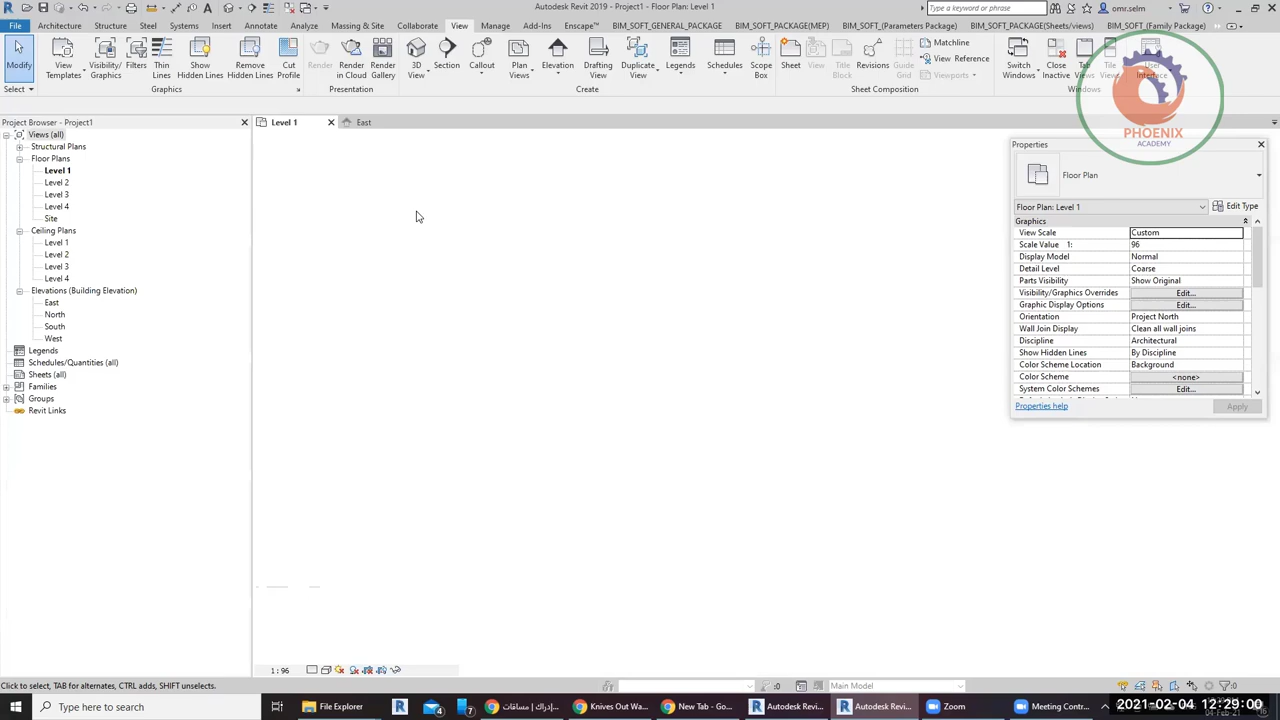 Autodesk Revit 2019 - Project1 - Floor Plan: Level 1
Type a keyword or phrase
omr.selm
File Architecture Structure Steel Systems Insert Annotate Analyze Massing & Site Collaborate View Manage Add-Ins Enscape™ BIM_SOFT_GENERAL_PACKAGE BIM_SOFT_PACKAGE(MEP) BIM_SOFT_(Parameters Package) BIM_SOFT_PACKAGE(Sheets/views) BIM_SOFT_(Family Package)
Modify
View Templates
Visibility/ Graphics
Filters
Thin Lines
Show Hidden Lines
Remove Hidden Lines
Cut Profile
Render
Render in Cloud
Render Gallery
3D View
Section
Callout
Plan Views
Elevation
Drafting View
Duplicate View
Legends
Schedules
Scope Box
Sheet
View
Title Block
Revisions
Guide Grid
Matchline
View Reference
Viewports
Switch Windows
Close Inactive
Tab Views
Tile Views
User Interface
Select
Graphics
Presentation
Create
Sheet Composition
Windows
PHOENIX
ACADEMY
Project Browser - Project1
Level 1
East
Views (all)
Structural Plans
Floor Plans
Level 1
Level 2
Level 3
Level 4
Site
Ceiling Plans
Level 1
Level 2
Level 3
Level 4
Elevations (Building Elevation)
East
North
South
West
Legends
Schedules/Quantities (all)
Sheets (all)
Families
Groups
Revit Links
Properties
Floor Plan
Floor Plan: Level 1
Edit Type
Graphics
View Scale Custom
Scale Value 1: 96
Display Model Normal
Detail Level Coarse
Parts Visibility Show Original
Visibility/Graphics Overrides Edit...
Graphic Display Options Edit...
Orientation Project North
Wall Join Display Clean all wall joins
Discipline Architectural
Show Hidden Lines By Discipline
Color Scheme Location Background
Color Scheme <none>
System Color Schemes Edit...
Properties help
Apply
1 : 96
Click to select, TAB for alternates, CTRL adds, SHIFT unselects.
:0
Main Model
:0
Type here to search
File Explorer
4
7
إدراك | مساقات...
Knives Out Wa...
New Tab - Go...
Autodesk Revi...
Autodesk Revi...
Zoom
Meeting Contr...
2021-02-04 12:29:00
04-Feb-21